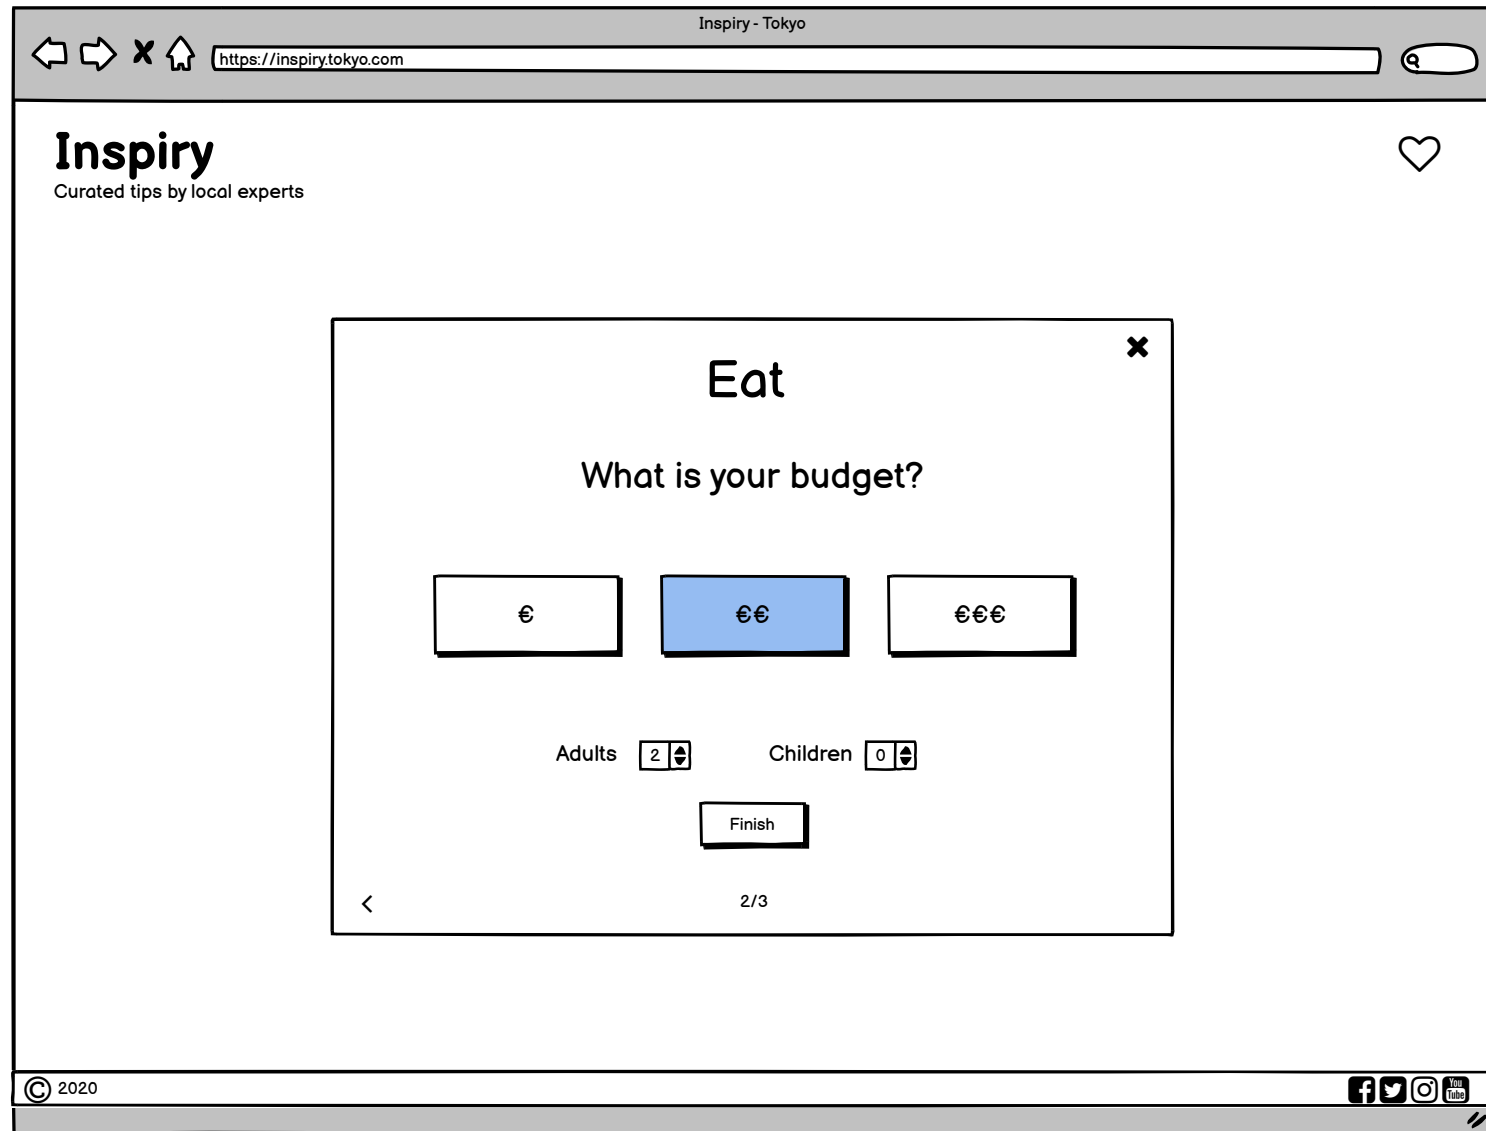 Inspiry - Tokyo
https://inspiry.tokyo.com
Inspiry
Curated tips by local experts
Eat
What is your budget?
€ €€ €€€
Adults 2 Children 0
Finish
2/3
© 2020
You
Tube